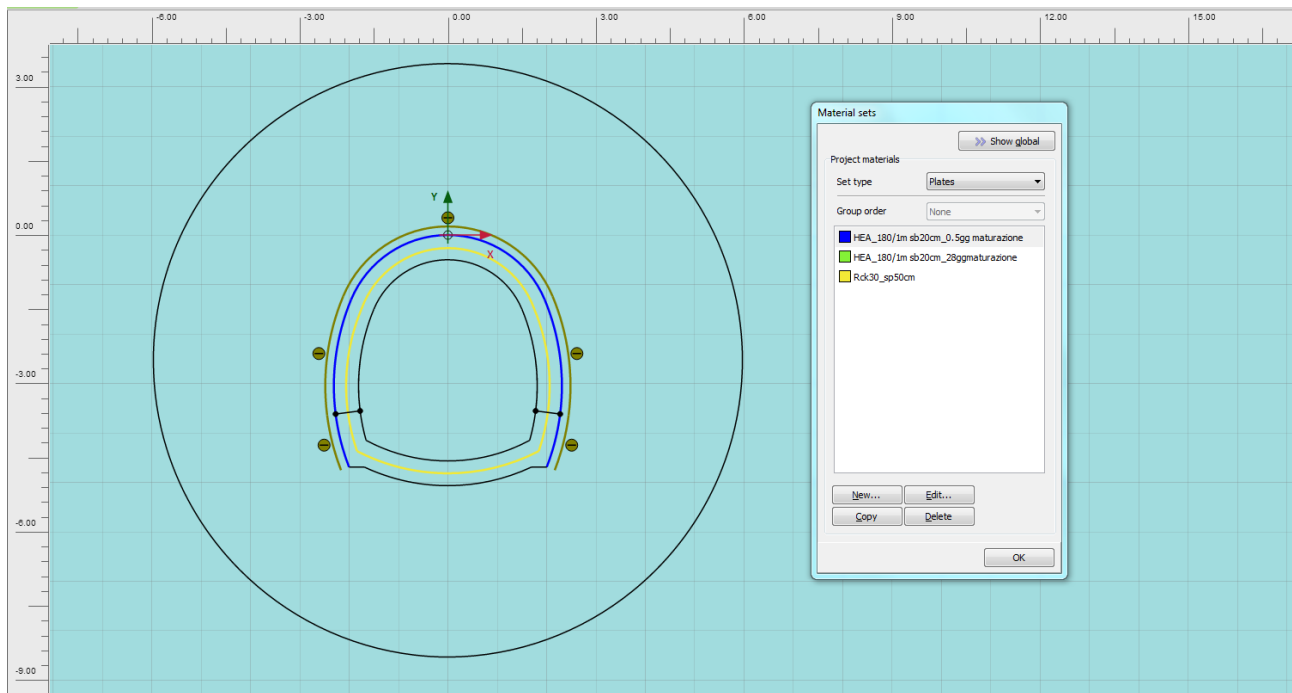 -6.00 -3.00 0.00 3.00 6.00 9.00 12.00 15.00
3.00
0.00
-3.00
-6.00
-9.00
Y
X
Material sets
Show global
Project materials
Set type Plates
Group order None
HEA_180/1m sb20cm_0.5gg maturazione
HEA_180/1m sb20cm_28ggmaturazione
Rck30_sp50cm
New... Edit...
Copy Delete
OK